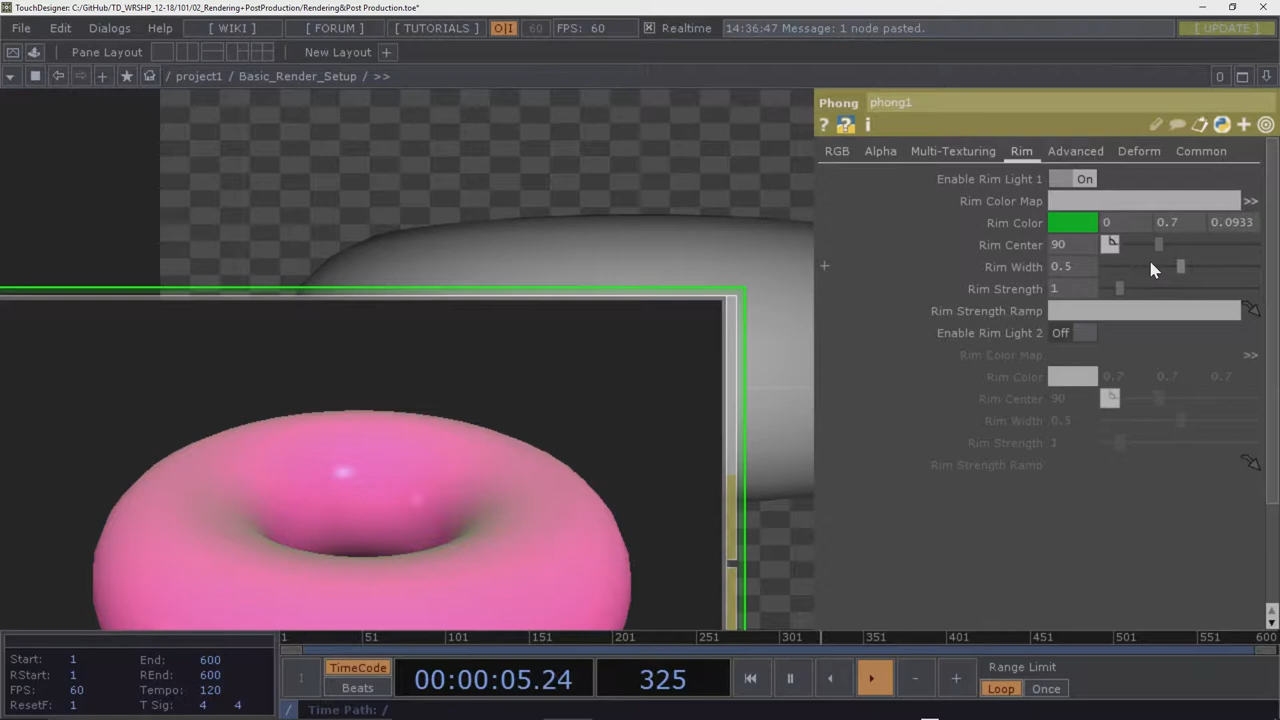 TouchDesigner: C:/GitHub/TD_WRSHP_12-18/101/02_Rendering+PostProduction/Rendering&Post Production.toe*
File Edit Dialogs Help [ WIKI ] [ FORUM ] [ TUTORIALS ] O|I 60 FPS: 60 Realtime 14:36:47 Message: 1 node pasted. [ UPDATE ]
Pane Layout New Layout +
/ project1 / Basic_Render_Setup / >> 0
Phong phong1
? ? i
RGB Alpha Multi-Texturing Rim Advanced Deform Common
Enable Rim Light 1 On
Rim Color Map >>
Rim Color 0 0.7 0.0933
Rim Center 90
Rim Width 0.5
Rim Strength 1
Rim Strength Ramp
Enable Rim Light 2 Off
Rim Color Map >>
Rim Color 0.7 0.7 0.7
Rim Center 90
Rim Width 0.5
Rim Strength 1
Rim Strength Ramp
1 51 101 151 201 251 301 351 401 451 501 551 600
Start: 1 End: 600
RStart: 1 REnd: 600
FPS: 60 Tempo: 120
ResetF: 1 T Sig: 4 4
1 TimeCode Beats 00:00:05.24 325 - + Range Limit
Loop Once
/ Time Path: /